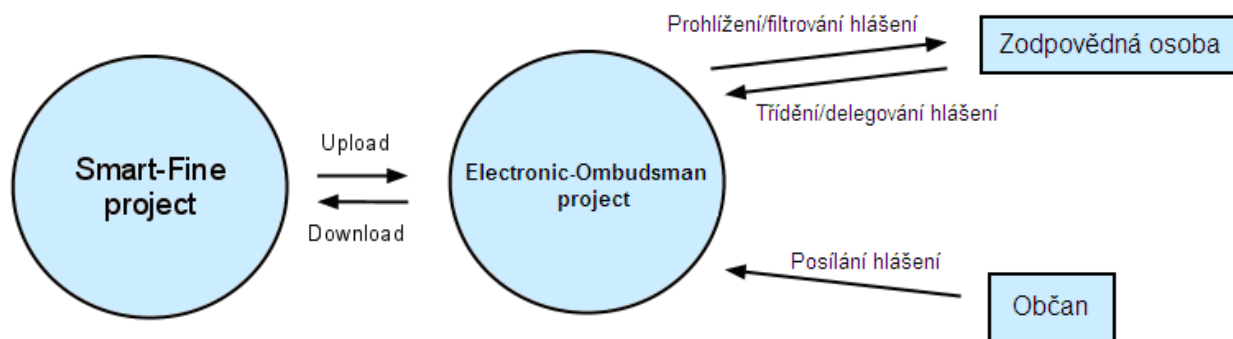 Smart-Fine
project
Upload
Download
Electronic-Ombudsman
project
Prohlížení/filtrování hlášení
Zodpovědná osoba
Třídění/delegování hlášení
Posílání hlášení
Občan